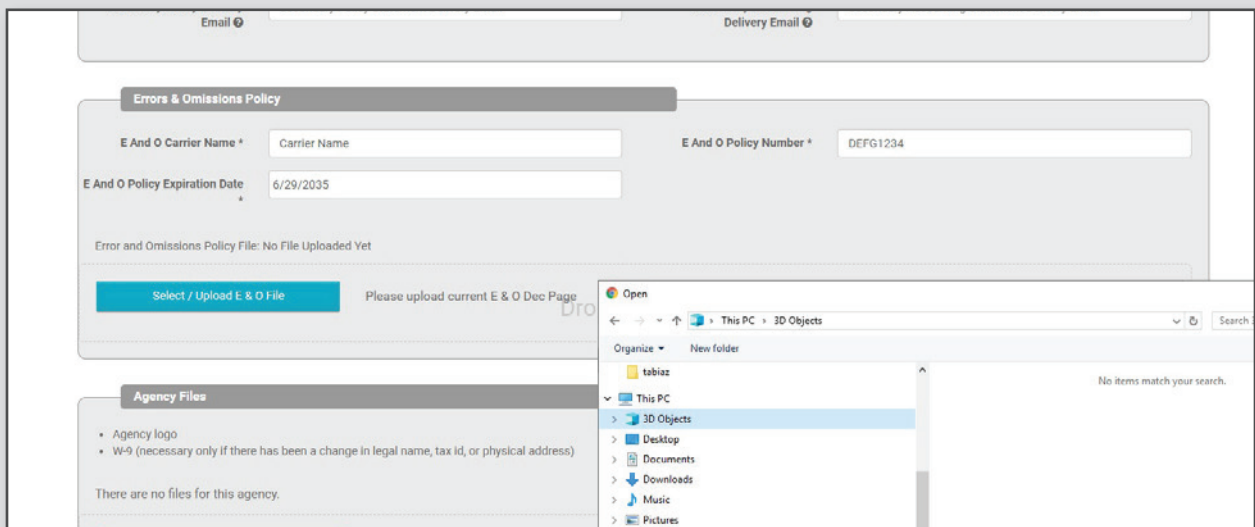 Email
Delivery Email
Errors & Omissions Policy
E And O Carrier Name *
Carrier Name
E And O Policy Number *
DEFG1234
E And O Policy Expiration Date
*
6/29/2035
Error and Omissions Policy File: No File Uploaded Yet
Select / Upload E & O File
Please upload current E & O Dec Page
Dro
Open
This PC > 3D Objects
Search
Organize
New folder
tabiaz
No items match your search.
This PC
3D Objects
Desktop
Documents
Downloads
Music
Pictures
Agency Files
• Agency logo
• W-9 (necessary only if there has been a change in legal name, tax id, or physical address)
There are no files for this agency.